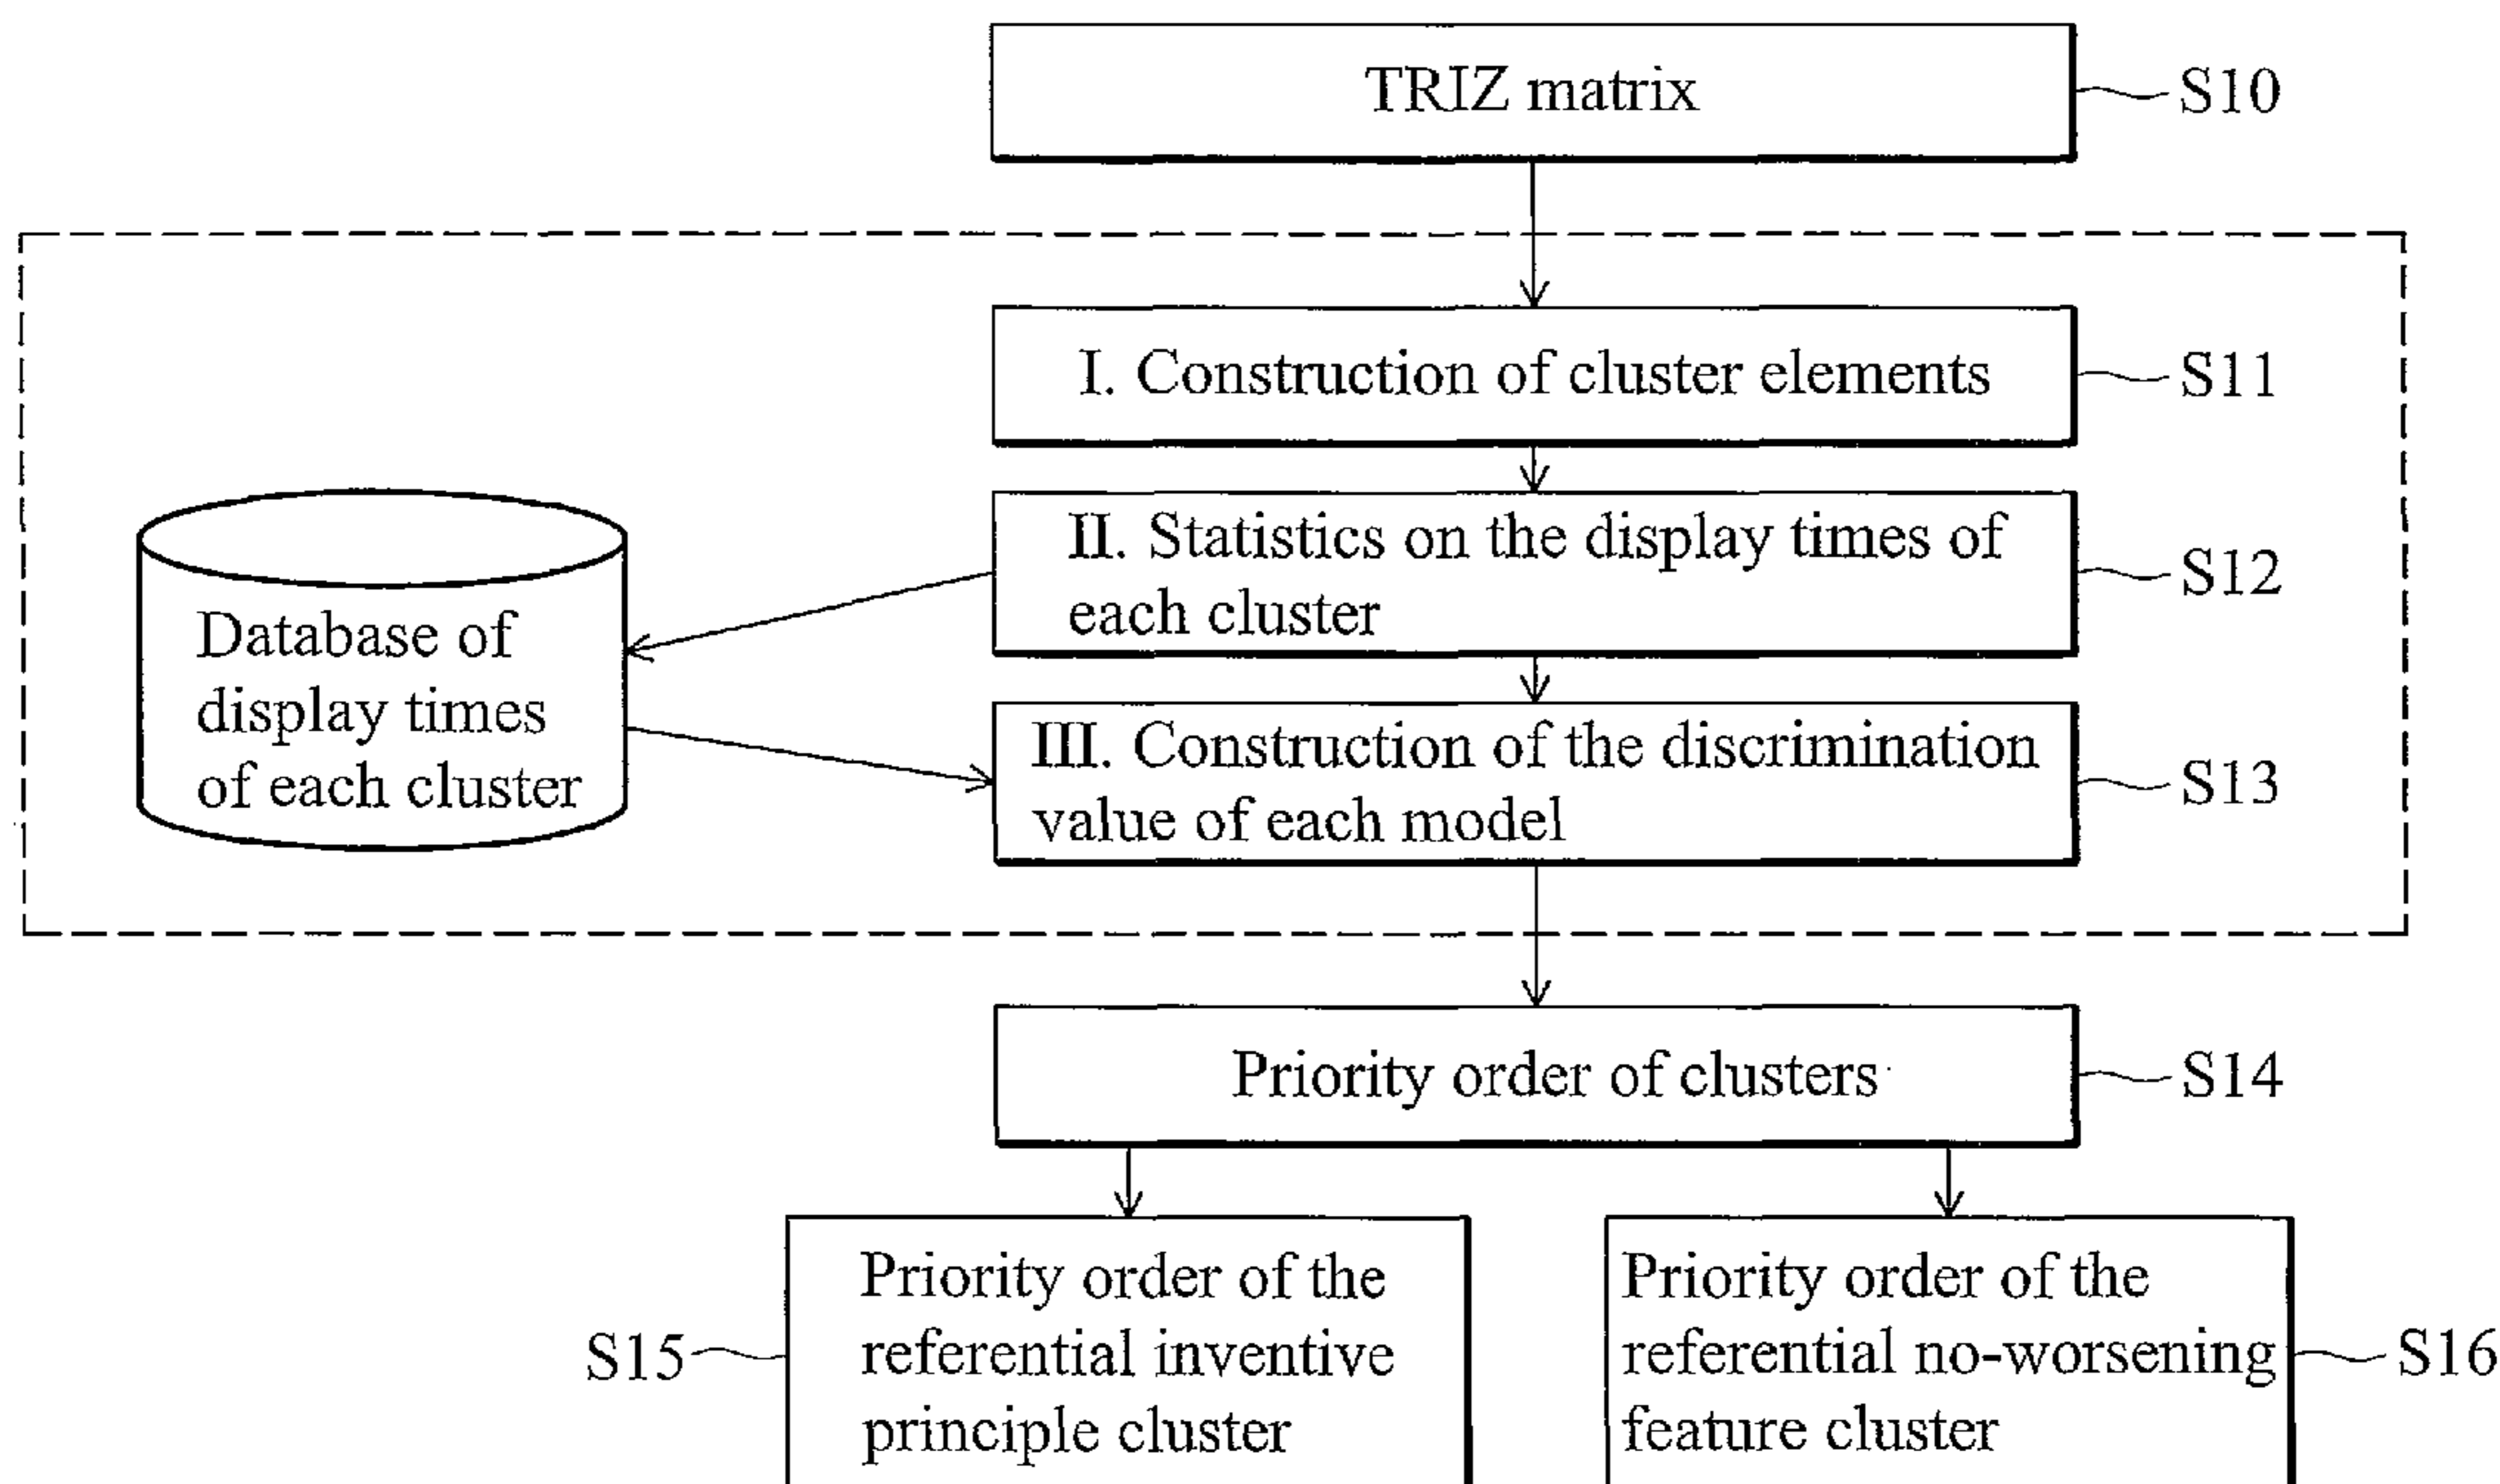 TRIZ matrix
S10
I. Construction of cluster elements
S11
II. Statistics on the display times of
each cluster
S12
Database of
display times
of each cluster
III. Construction of the discrimination
value of each model
S13
Priority order of clusters
S14
S15
Priority order of the
referential inventive
principle cluster
Priority order of the
referential no-worsening
feature cluster
S16